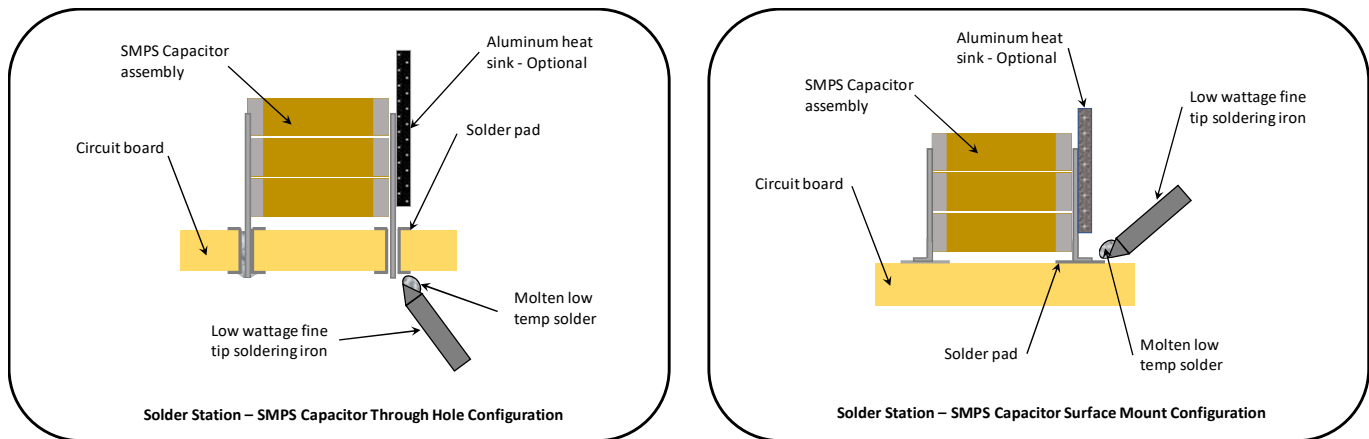 SMPS Capacitor
assembly
Aluminum heat
sink - Optional
Solder pad
Circuit board
Molten low
temp solder
Low wattage fine
tip soldering iron
Solder Station – SMPS Capacitor Through Hole Configuration
Aluminum heat
sink - Optional
SMPS Capacitor
assembly
Low wattage fine
tip soldering iron
Circuit board
Solder pad
Molten low
temp solder
Solder Station – SMPS Capacitor Surface Mount Configuration